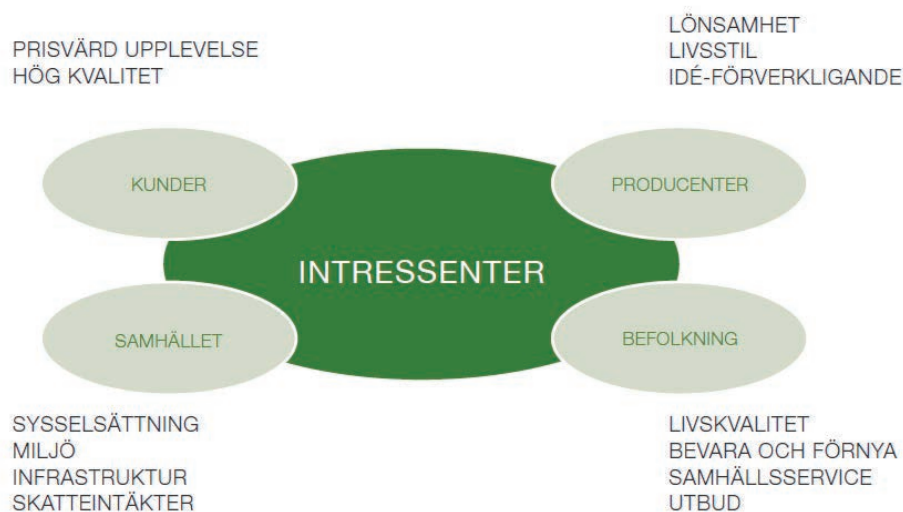 PRISVÄRD UPPLEVELSE
HÖG KVALITET
LÖNSAMHET
LIVSSTIL
IDÉ-FÖRVERKLIGANDE
KUNDER
PRODUCENTER
INTRESSENTER
SAMHÄLLET
BEFOLKNING
SYSSELSÄTTNING
MILJÖ
INFRASTRUKTUR
SKATTEINTÄKTER
LIVSKVALITET
BEVARA OCH FÖRNYA
SAMHÄLLSSERVICE
UTBUD